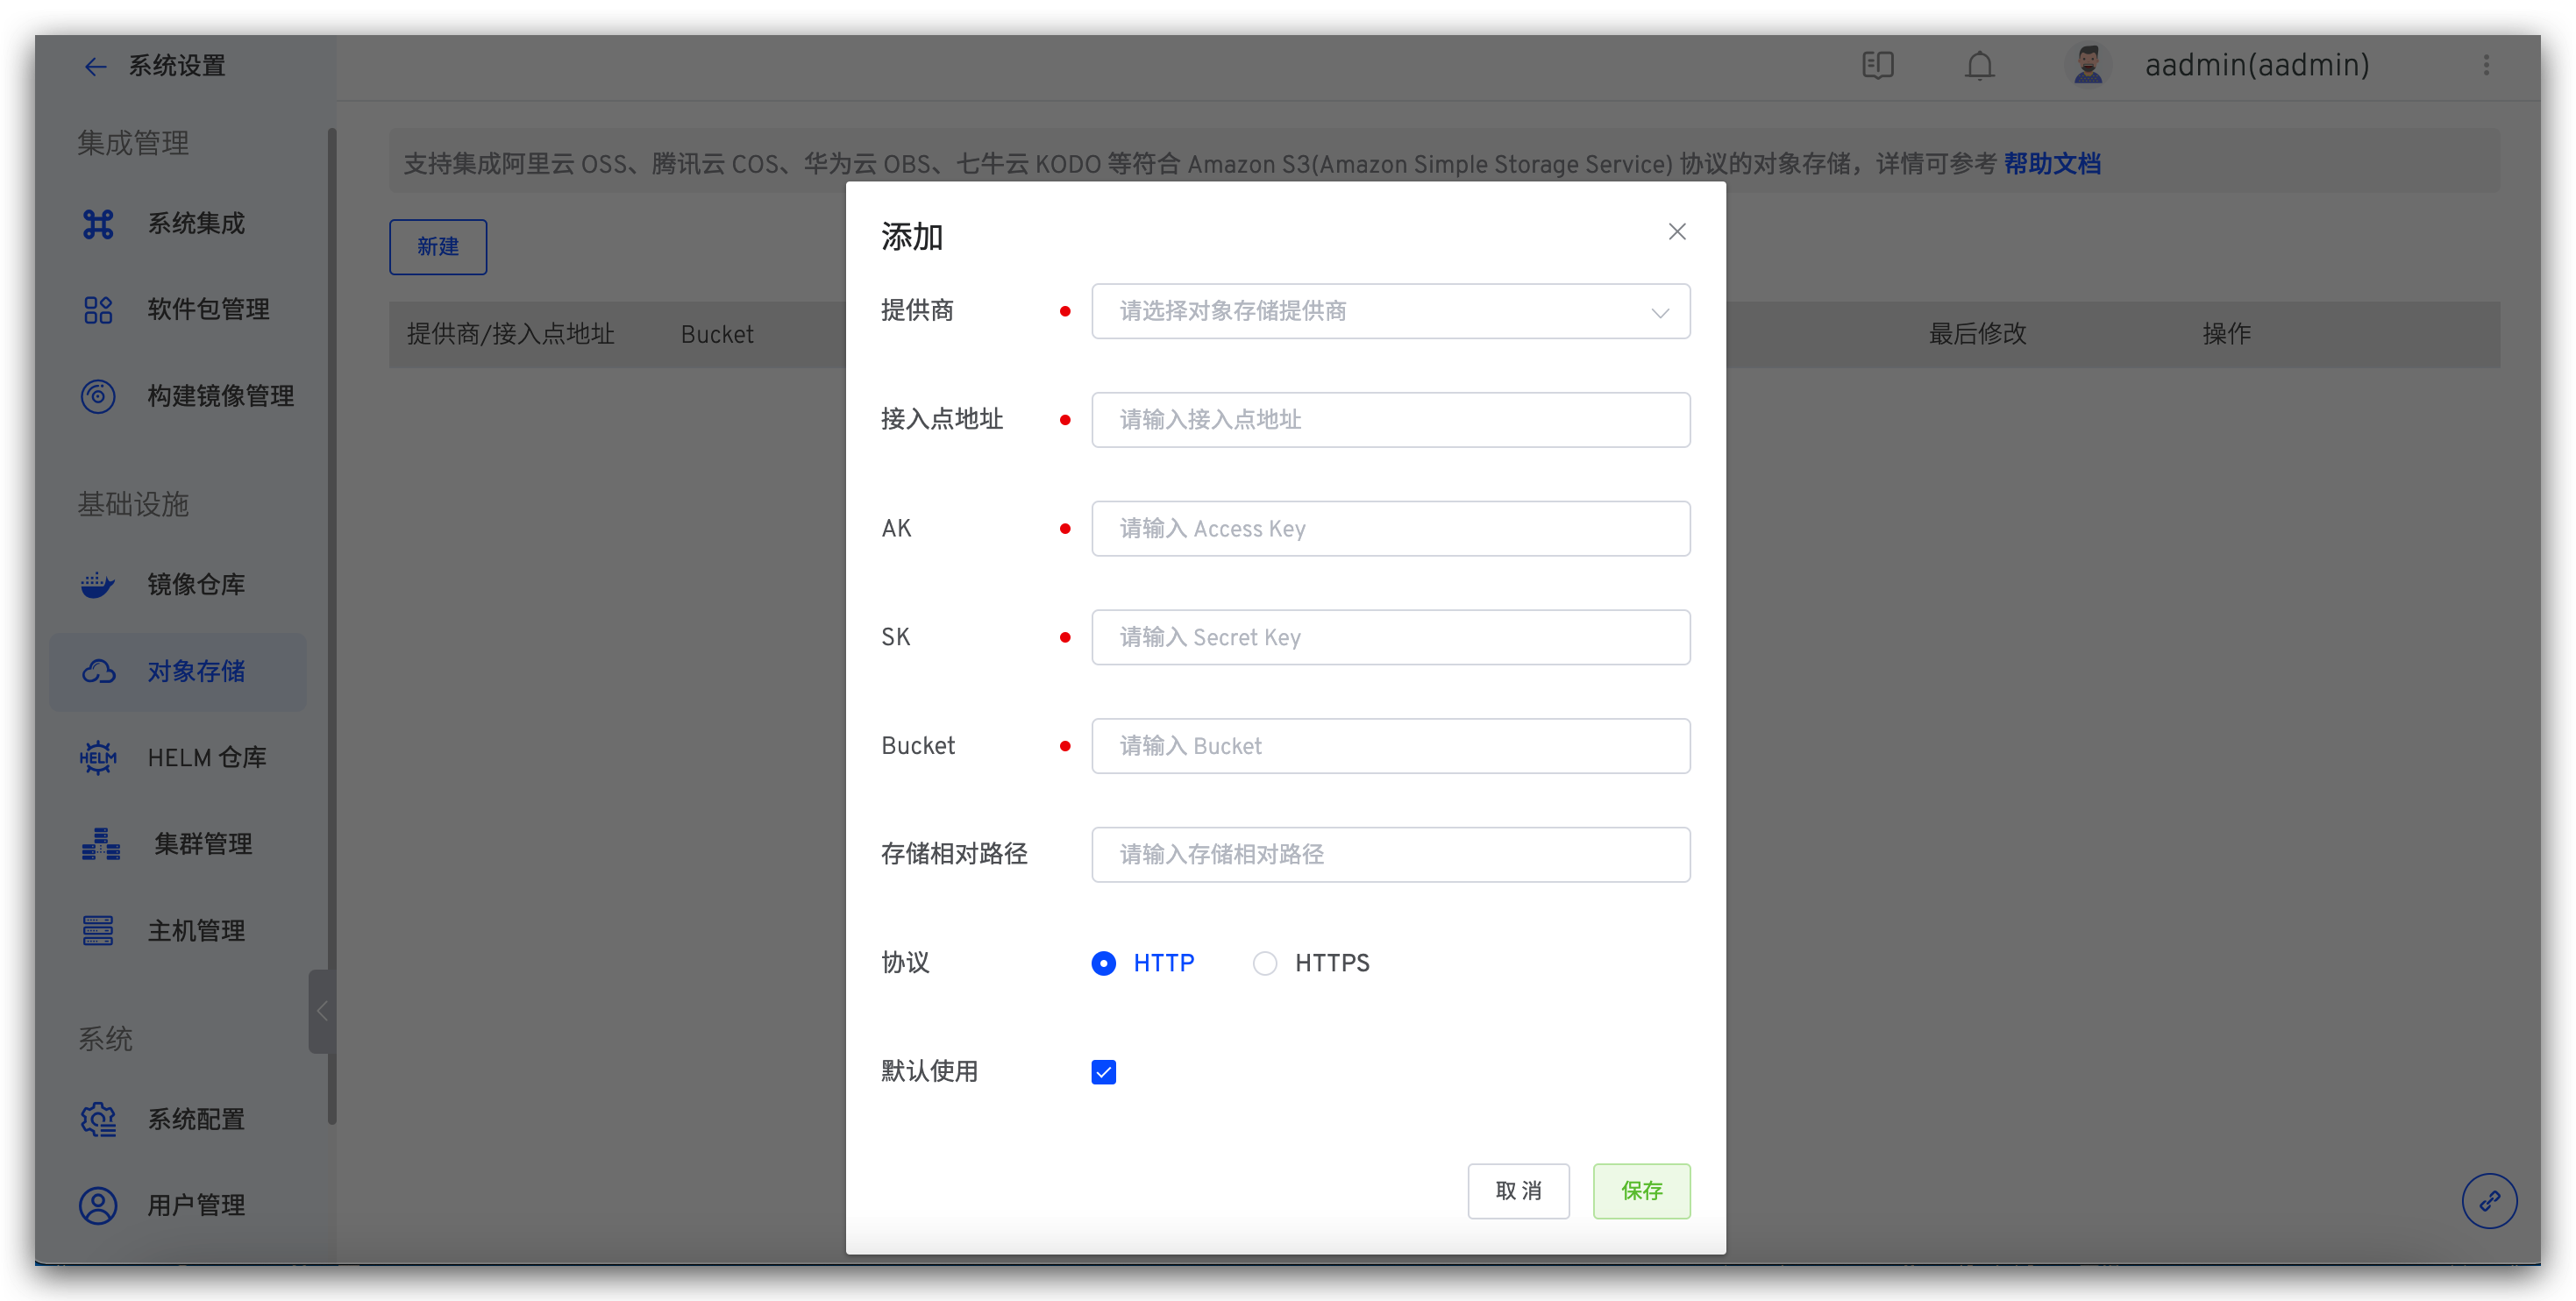 系统设置
aadmin(aadmin)
集成管理
系统集成
软件包管理
构建镜像管理
基础设施
镜像仓库
对象存储
HELM
HELM 仓库
集群管理
主机管理
系统
系统配置
用户管理
支持集成阿里云 OSS、腾讯云 COS、华为云 OBS、七牛云 KODO 等符合 Amazon S3(Amazon Simple Storage Service) 协议的对象存储，详情可参考 帮助文档
新建
提供商/接入点地址 Bucket 最后修改 操作
添加
提供商 请选择对象存储提供商
接入点地址 请输入接入点地址
AK 请输入 Access Key
SK 请输入 Secret Key
Bucket 请输入 Bucket
存储相对路径 请输入存储相对路径
协议 HTTP HTTPS
默认使用
取消 保存